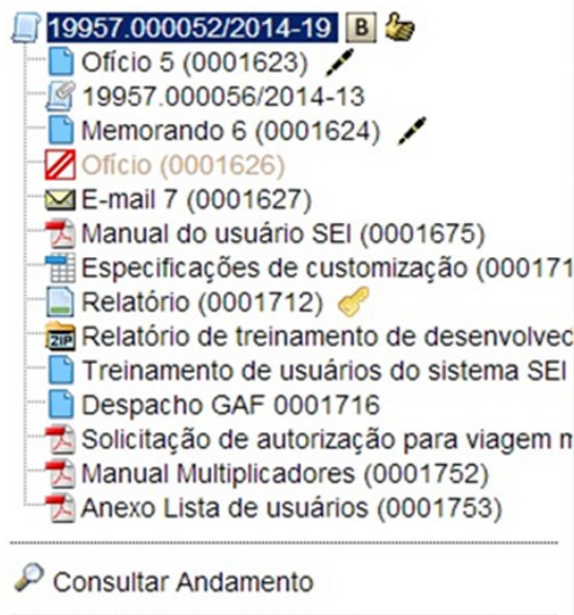 19957.000052/2014-19 B
Ofício 5 (0001623)
19957.000056/2014-13
Memorando 6 (0001624)
Ofício (0001626)
E-mail 7 (0001627)
Manual do usuário SEI (0001675)
Especificações de customização (000171
Relatório (0001712)
ZIP Relatório de treinamento de desenvolvec
Treinamento de usuários do sistema SEI
Despacho GAF 0001716
Solicitação de autorização para viagem m
Manual Multiplicadores (0001752)
Anexo Lista de usuários (0001753)
Consultar Andamento